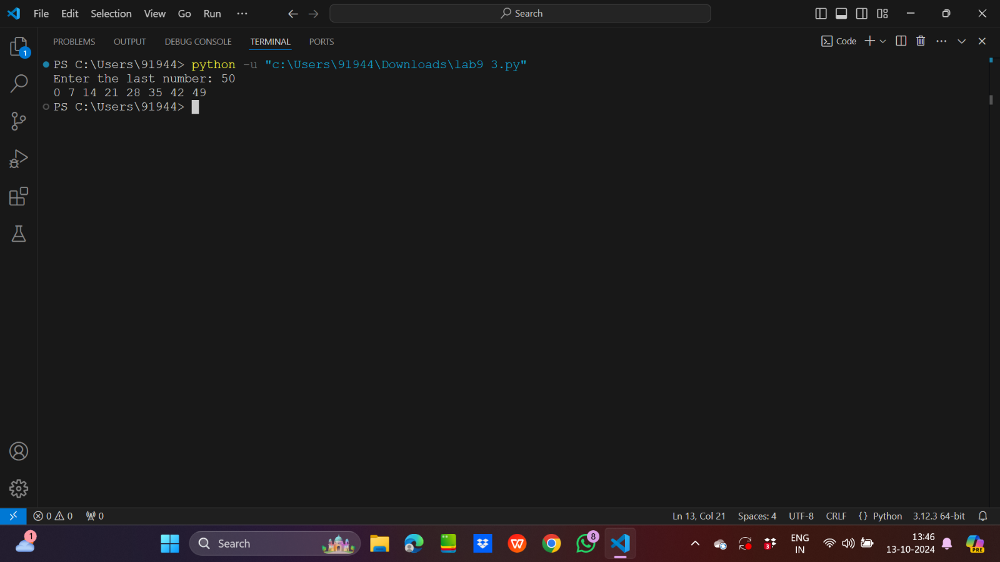 File Edit Selection View Go Run ··· Search
PROBLEMS OUTPUT DEBUG CONSOLE TERMINAL PORTS Code
1
PS C:\Users\91944> python -u "c:\Users\91944\Downloads\lab9 3.py"
Enter the last number: 50
0 7 14 21 28 35 42 49
PS C:\Users\91944>
0 0 0 Ln 13, Col 21 Spaces: 4 UTF-8 CRLF {} Python 3.12.3 64-bit
1 Search W 8 3 ENG 13:46
IN 13-10-2024 PRE